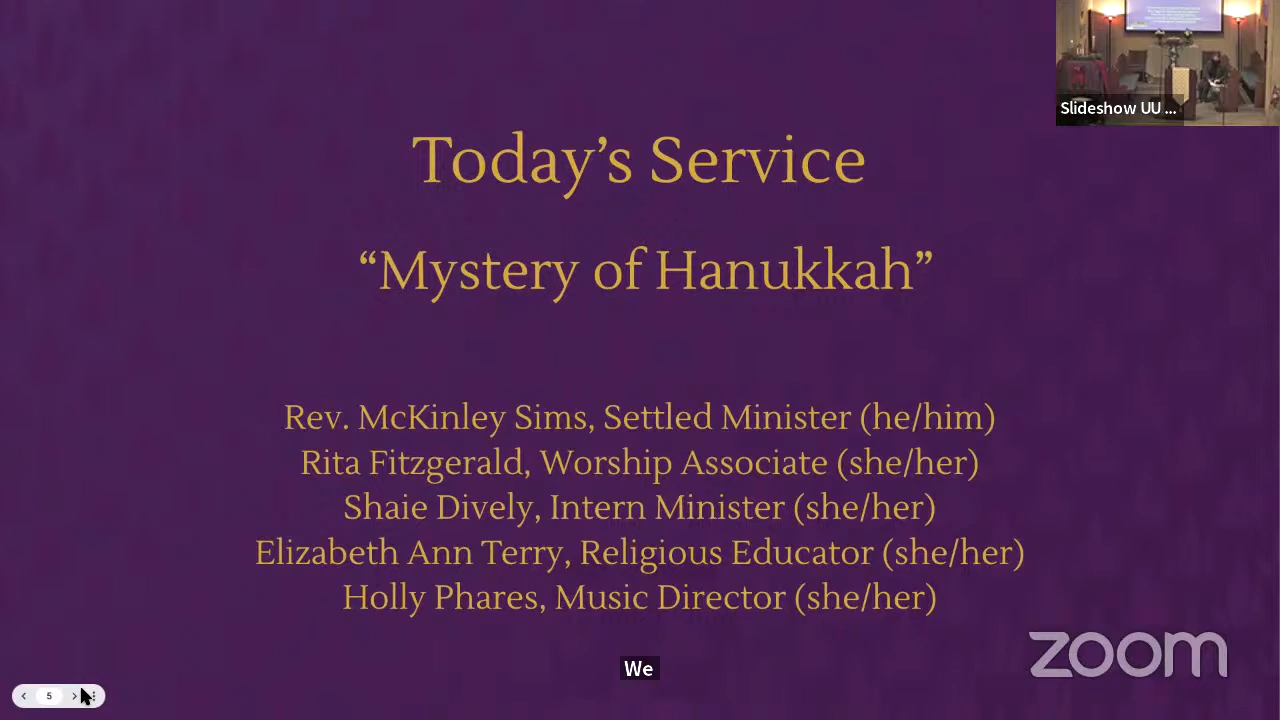 Slideshow UU ...
Today’s Service
“Mystery of Hanukkah”
Rev. McKinley Sims, Settled Minister (he/him)
Rita Fitzgerald, Worship Associate (she/her)
Shaie Dively, Intern Minister (she/her)
Elizabeth Ann Terry, Religious Educator (she/her)
Holly Phares, Music Director (she/her)
zoom
We
5